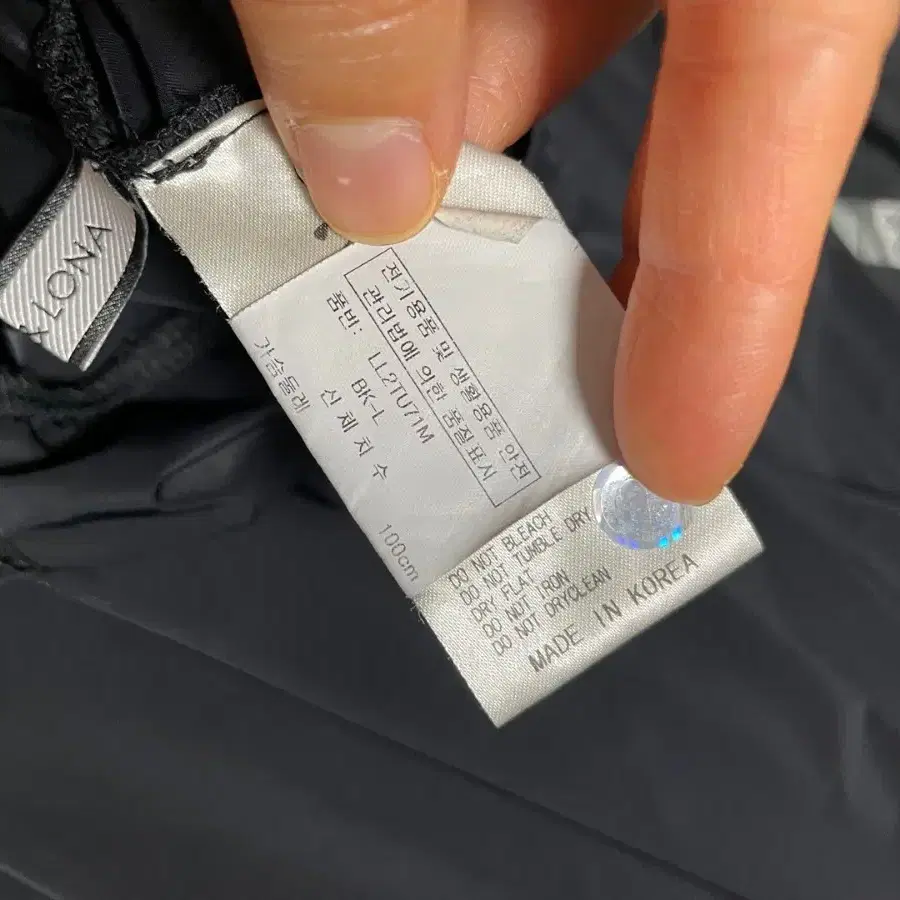 LONA
전기용품 및 생활용품 안전
관리법에 의한 품질표시
품번: LL2TU71M
BK-L
신체치수
가슴둘레 100cm
DO NOT BLEACH
DO NOT TUMBLE DRY
DRY FLAT
DO NOT IRON
DO NOT DRYCLEAN
MADE IN KOREA